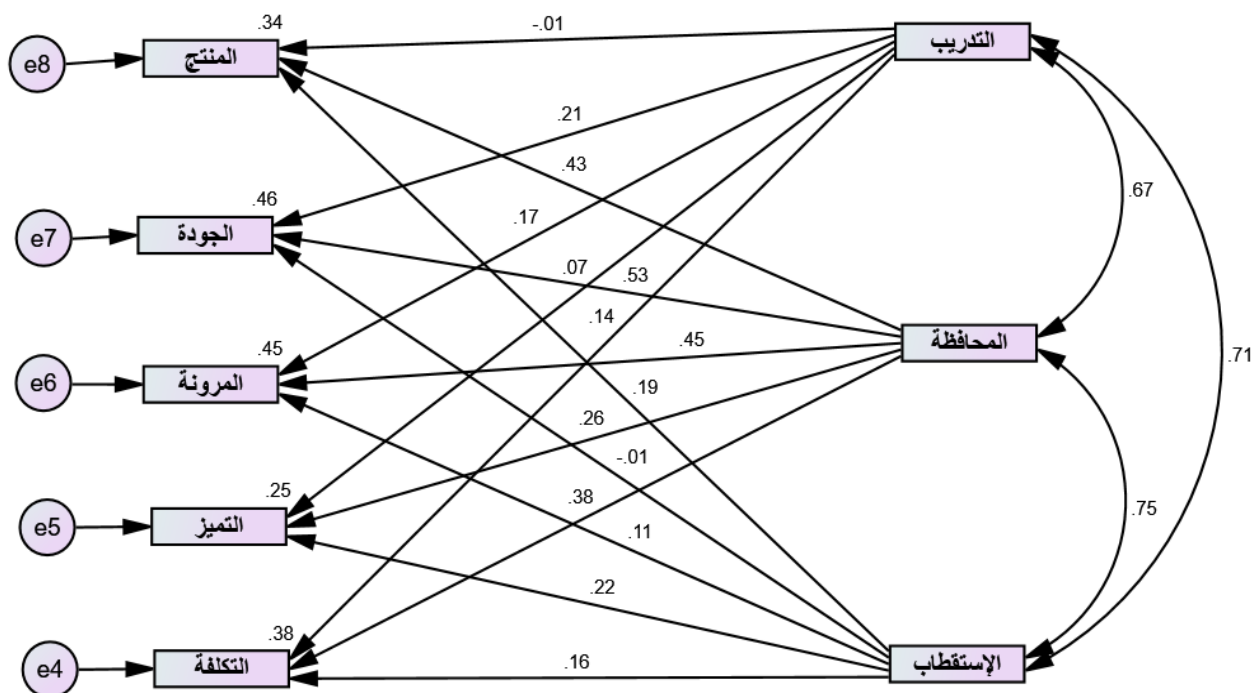 -.01
.34
التدريب
المنتج
e8
.21
.43
.67
.46
.17
الجودة
e7
.07
.53
.14
.45
.45
المحافظة
.71
المرونة
e6
.19
.26
-.01
.38
.25
.75
التميز
e5
.11
.22
.38
.16
الإستقطاب
التكلفة
e4